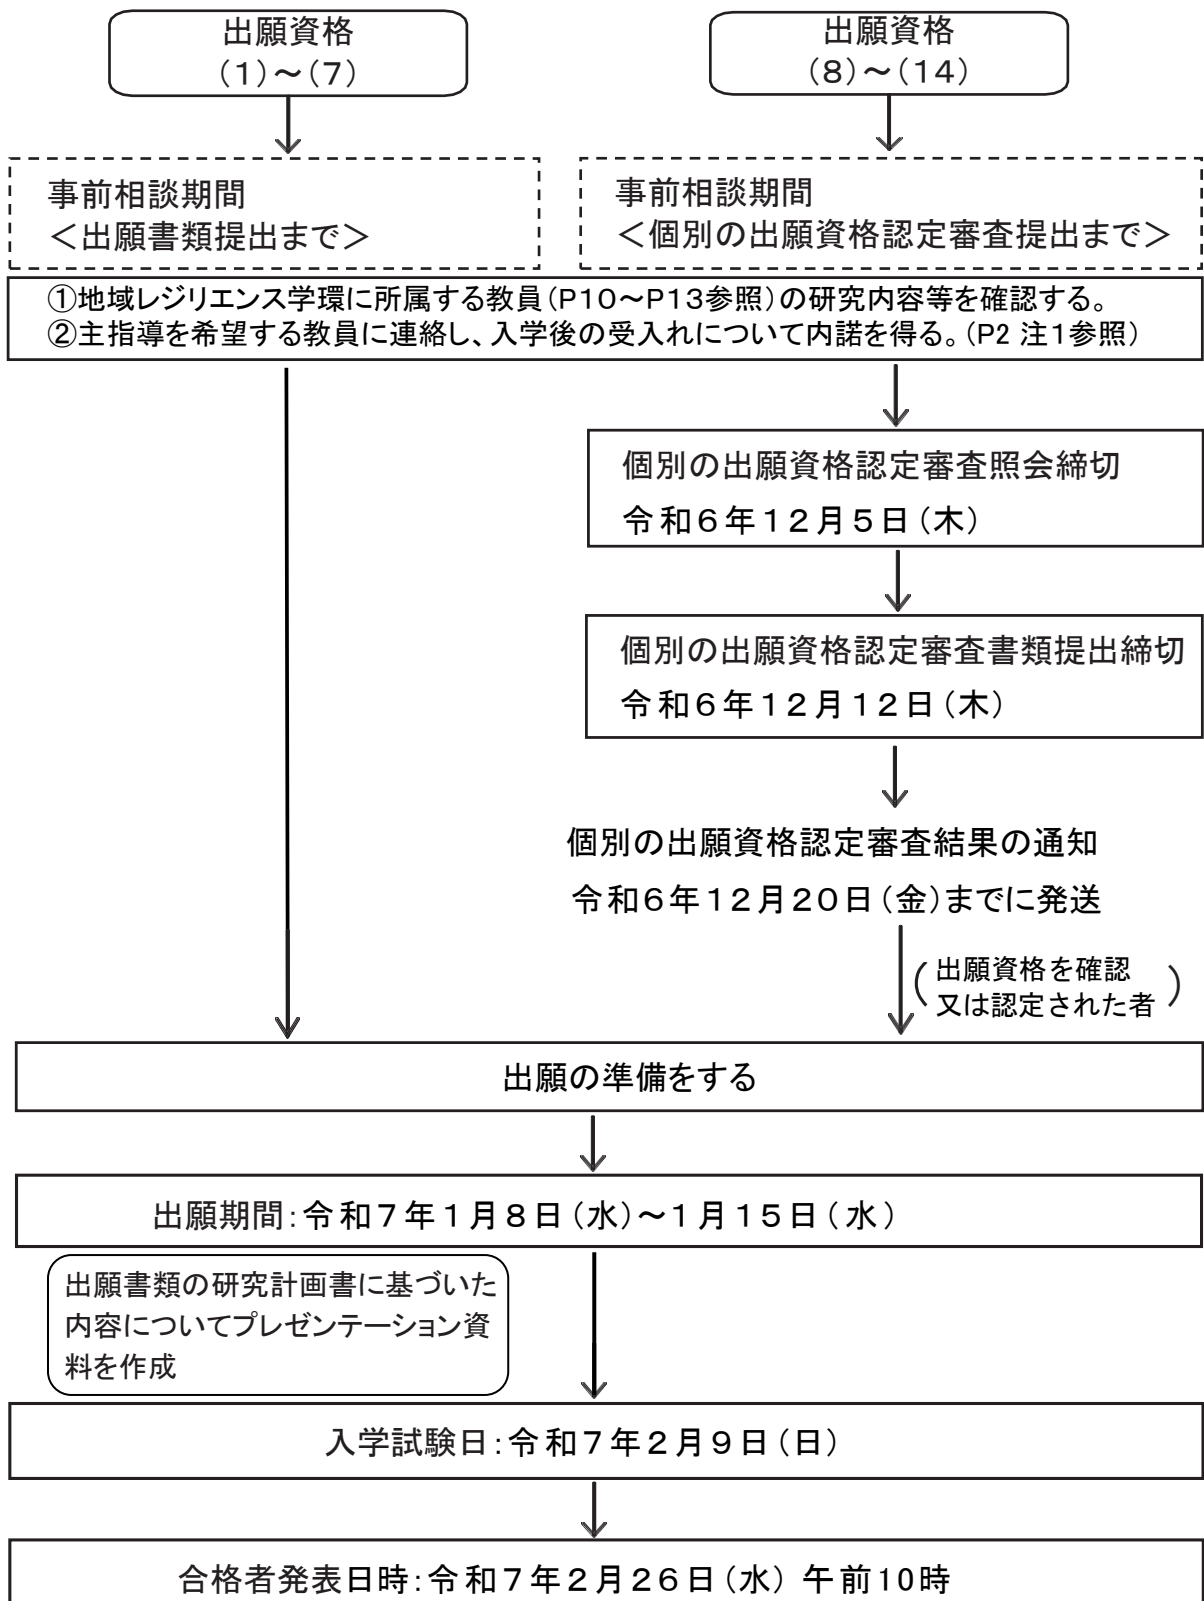 出願資格
(1)～(7)
出願資格
(8)～(14)
事前相談期間
＜出願書類提出まで＞
事前相談期間
＜個別の出願資格認定審査提出まで＞
①地域レジリエンス学環に所属する教員(P10～P13参照)の研究内容等を確認する。
②主指導を希望する教員に連絡し、入学後の受入れについて内諾を得る。(P2 注1参照)
個別の出願資格認定審査照会締切
令和6年12月5日(木)
個別の出願資格認定審査書類提出締切
令和6年12月12日(木)
個別の出願資格認定審査結果の通知
令和6年12月20日(金)までに発送
(出願資格を確認
又は認定された者)
出願の準備をする
出願期間:令和7年1月8日(水)～1月15日(水)
出願書類の研究計画書に基づいた
内容についてプレゼンテーション資
料を作成
入学試験日:令和7年2月9日(日)
合格者発表日時:令和7年2月26日(水) 午前10時